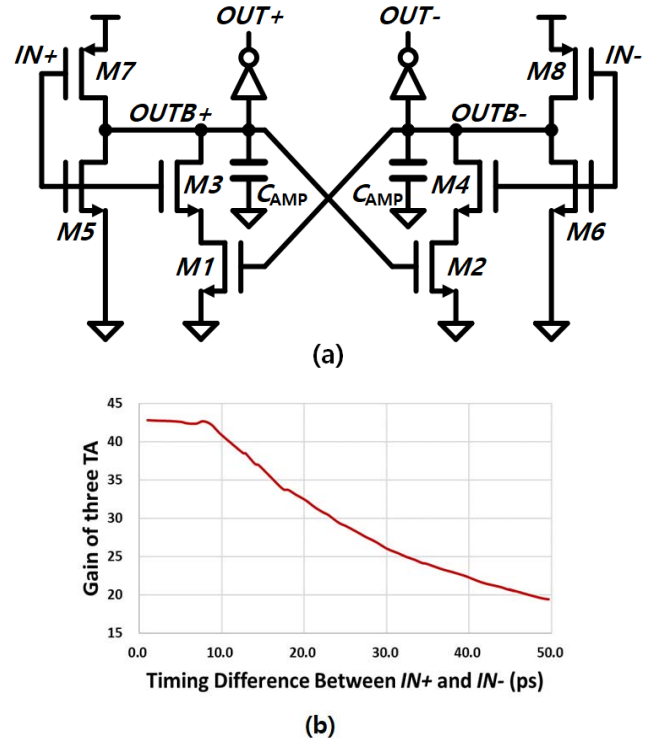 OUT+ OUT-
IN+ M7 M8 IN-
OUTB+ OUTB-
M3 M4
CAMP CAMP
M5 M6
M1 M2
(a)
45
40
35
30
25
20
15
Gain of three TA
0.0 10.0 20.0 30.0 40.0 50.0
Timing Difference Between IN+ and IN- (ps)
(b)